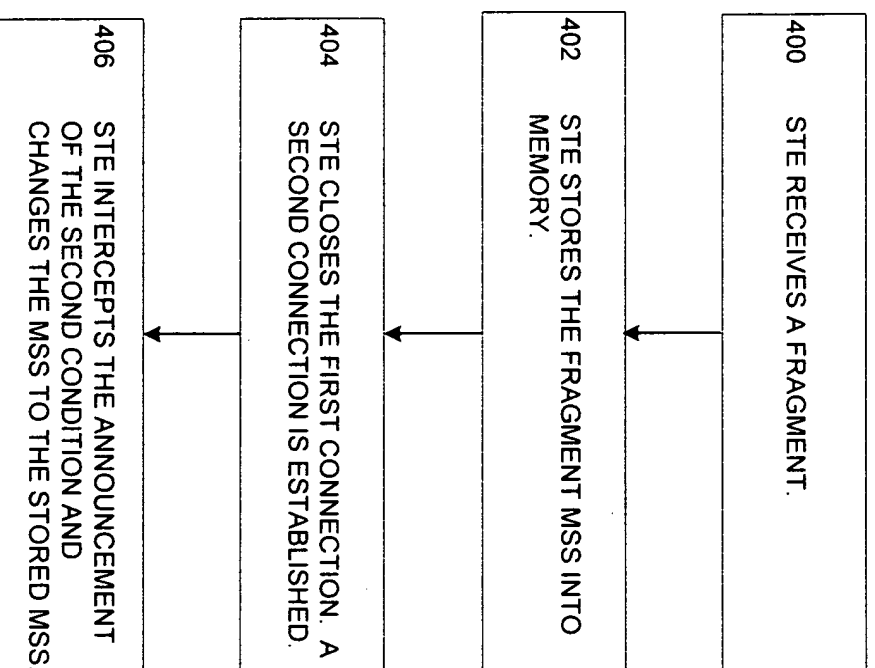 400 STE RECEIVES A FRAGMENT.
402 STE STORES THE FRAGMENT MSS INTO
MEMORY.
404 STE CLOSES THE FIRST CONNECTION. A
SECOND CONNECTION IS ESTABLISHED.
406 STE INTERCEPTS THE ANNOUNCEMENT
OF THE SECOND CONDITION AND
CHANGES THE MSS TO THE STORED MSS